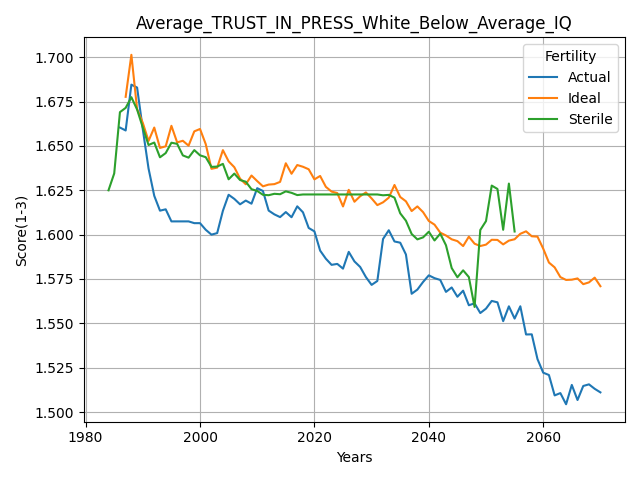 Average_TRUST_IN_PRESS_White_Below_Average_IQ
Score(1-3)
1.700
1.675
1.650
1.625
1.600
1.575
1.550
1.525
1.500
1980
2000
2020
2040
2060
Years
Fertility
Actual
Ideal
Sterile